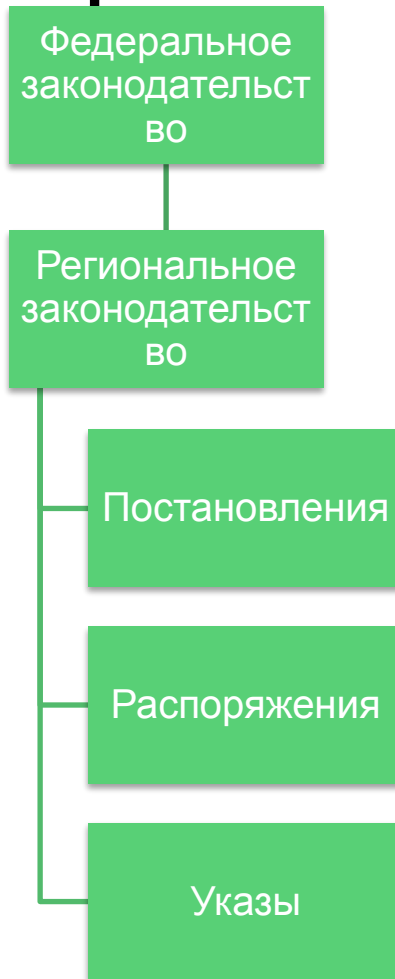 Федеральное
законодательст
во
Региональное
законодательст
во
Постановления
Распоряжения
Указы